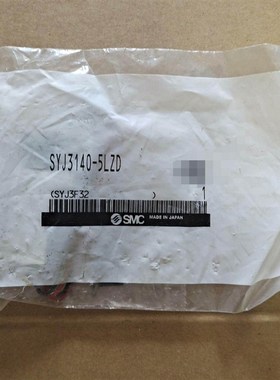 SYJ3140-5LZD
(SYJ3F32 ) 1
SMC MADE IN JAPAN